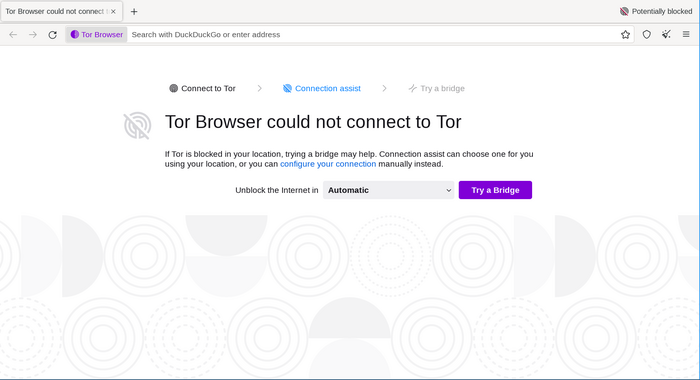 Tor Browser could not connect
Potentially blocked
Tor Browser
Search with DuckDuckGo or enter address
Connect to Tor
Connection assist
Try a bridge
Tor Browser could not connect to Tor
If Tor is blocked in your location, trying a bridge may help. Connection assist can choose one for you
using your location, or you can configure your connection manually instead.
Unblock the Internet in
Automatic
Try a Bridge